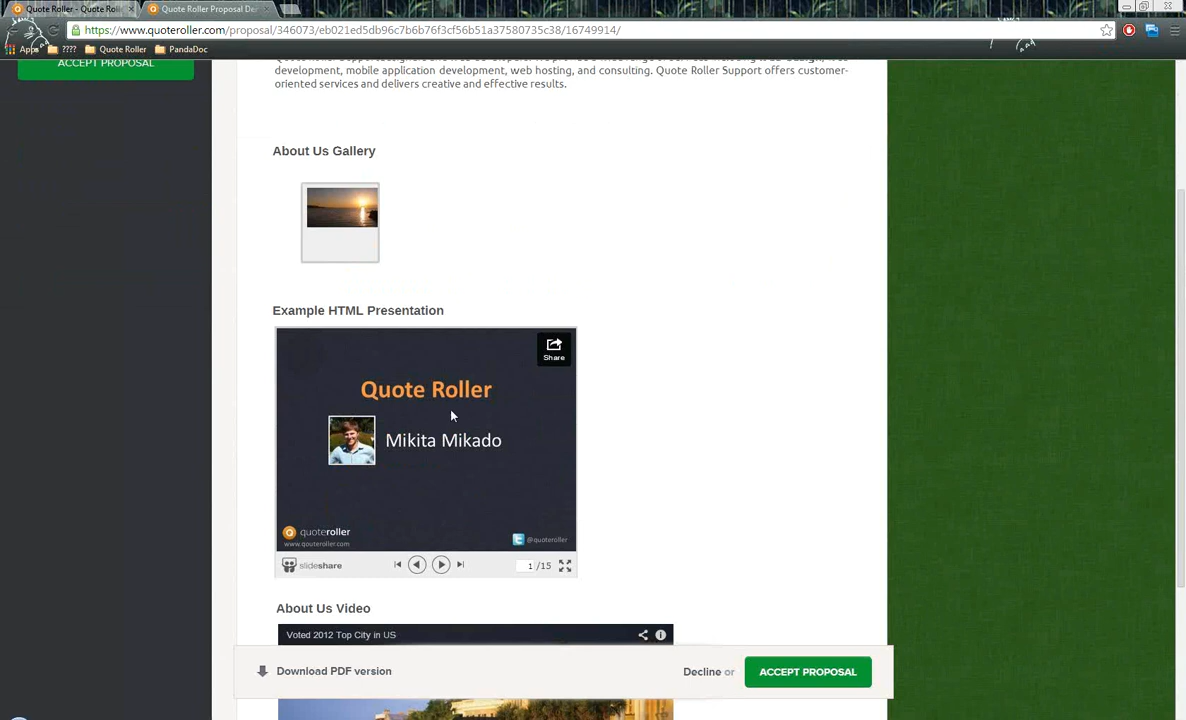 Quote Roller - Quote Roll
Quote Roller Proposal De
https://www.quoteroller.com/proposal/346073/eb021ed5db96c7b6b76f3cf56b51a37580735c38/16749914/
Apps ???? Quote Roller PandaDoc
ACCEPT PROPOSAL
development, mobile application development, web hosting, and consulting. Quote Roller Support offers customer-
oriented services and delivers creative and effective results.
About Us Gallery
Example HTML Presentation
Share
Quote Roller
Mikita Mikado
quoteroller
www.qouteroller.com
@quoteroller
slideshare
1 /15
About Us Video
Voted 2012 Top City in US
Download PDF version
Decline or
ACCEPT PROPOSAL